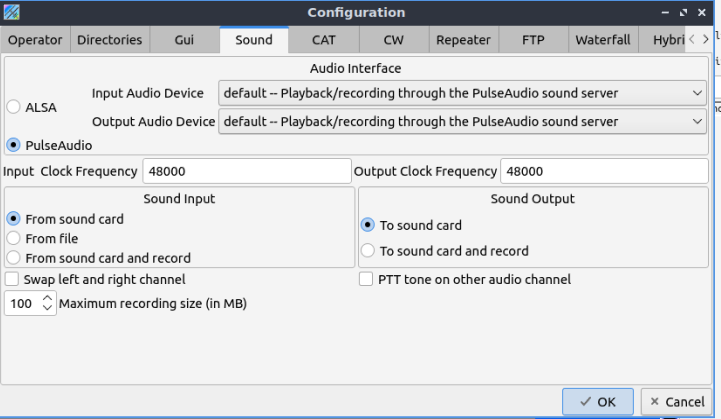 Configuration
Operator Directories Gui Sound CAT CW Repeater FTP Waterfall Hybri
Audio Interface
ALSA
Input Audio Device default -- Playback/recording through the PulseAudio sound server
Output Audio Device default -- Playback/recording through the PulseAudio sound server
PulseAudio
Input Clock Frequency 48000 Output Clock Frequency 48000
Sound Input
From sound card
From file
From sound card and record
Sound Output
To sound card
To sound card and record
Swap left and right channel PTT tone on other audio channel
100 Maximum recording size (in MB)
OK Cancel